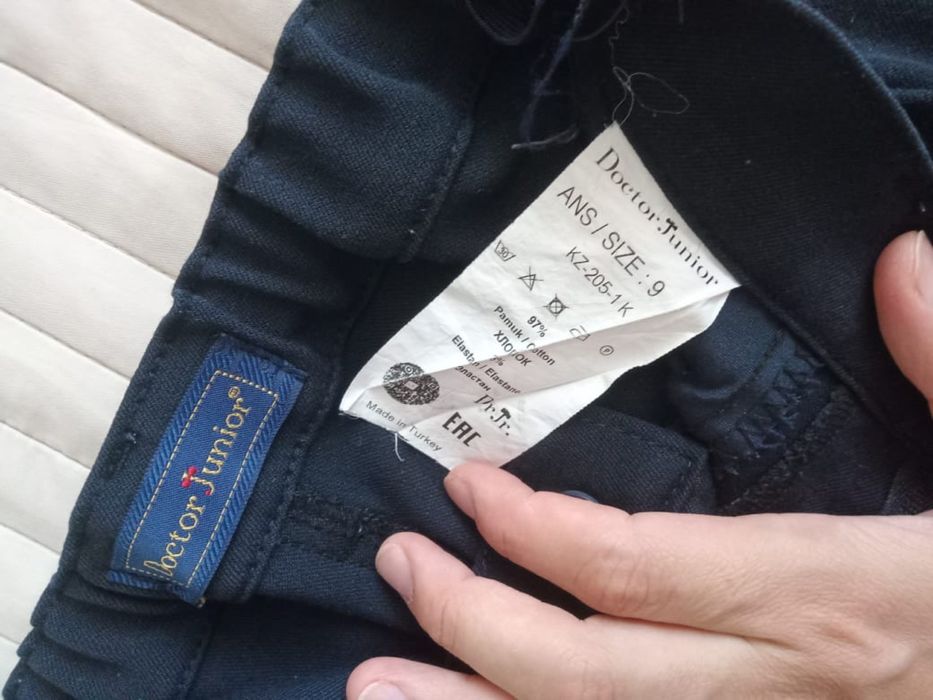 Doctor Junior
ANS / SIZE : 9
KZ-205-1 K
30
P
97%
Pamuk / Cotton
ХЛОПОК
Elastan / Elastane
эластан
Dr.Jr.
EAC
Made in Turkey
Doctor Junior®